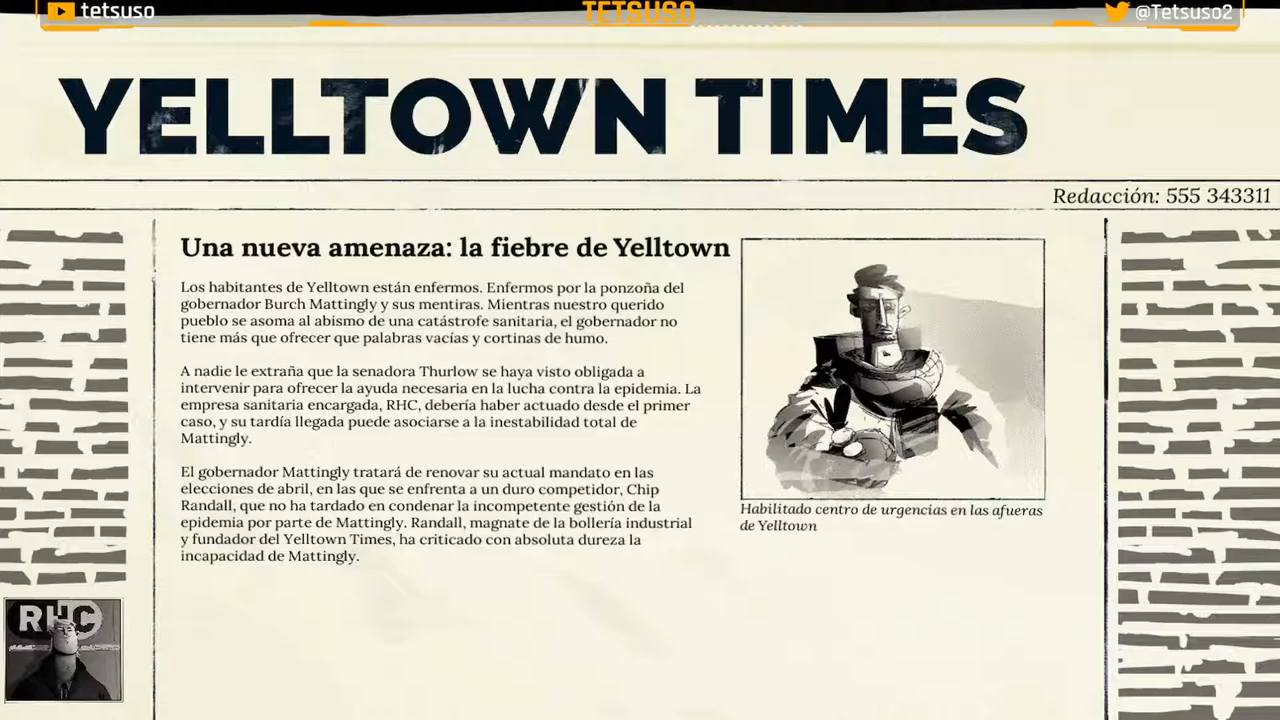 tetsuso
TETSUSO
@Tetsuso2
YELLTOWN TIMES
Redacción: 555 343311
Una nueva amenaza: la fiebre de Yelltown
Los habitantes de Yelltown están enfermos. Enfermos por la ponzoña del
gobernador Burch Mattingly y sus mentiras. Mientras nuestro querido
pueblo se asoma al abismo de una catástrofe sanitaria, el gobernador no
tiene más que ofrecer que palabras vacías y cortinas de humo.
A nadie le extraña que la senadora Thurlow se haya visto obligada a
intervenir para ofrecer la ayuda necesaria en la lucha contra la epidemia. La
empresa sanitaria encargada, RHC, debería haber actuado desde el primer
caso, y su tardía llegada puede asociarse a la inestabilidad total de
Mattingly.
El gobernador Mattingly tratará de renovar su actual mandato en las
elecciones de abril, en las que se enfrenta a un duro competidor, Chip
Randall, que no ha tardado en condenar la incompetente gestión de la
epidemia por parte de Mattingly. Randall, magnate de la bollería industrial
y fundador del Yelltown Times, ha criticado con absoluta dureza la
incapacidad de Mattingly.
Habilitado centro de urgencias en las afueras
de Yelltown
RHC